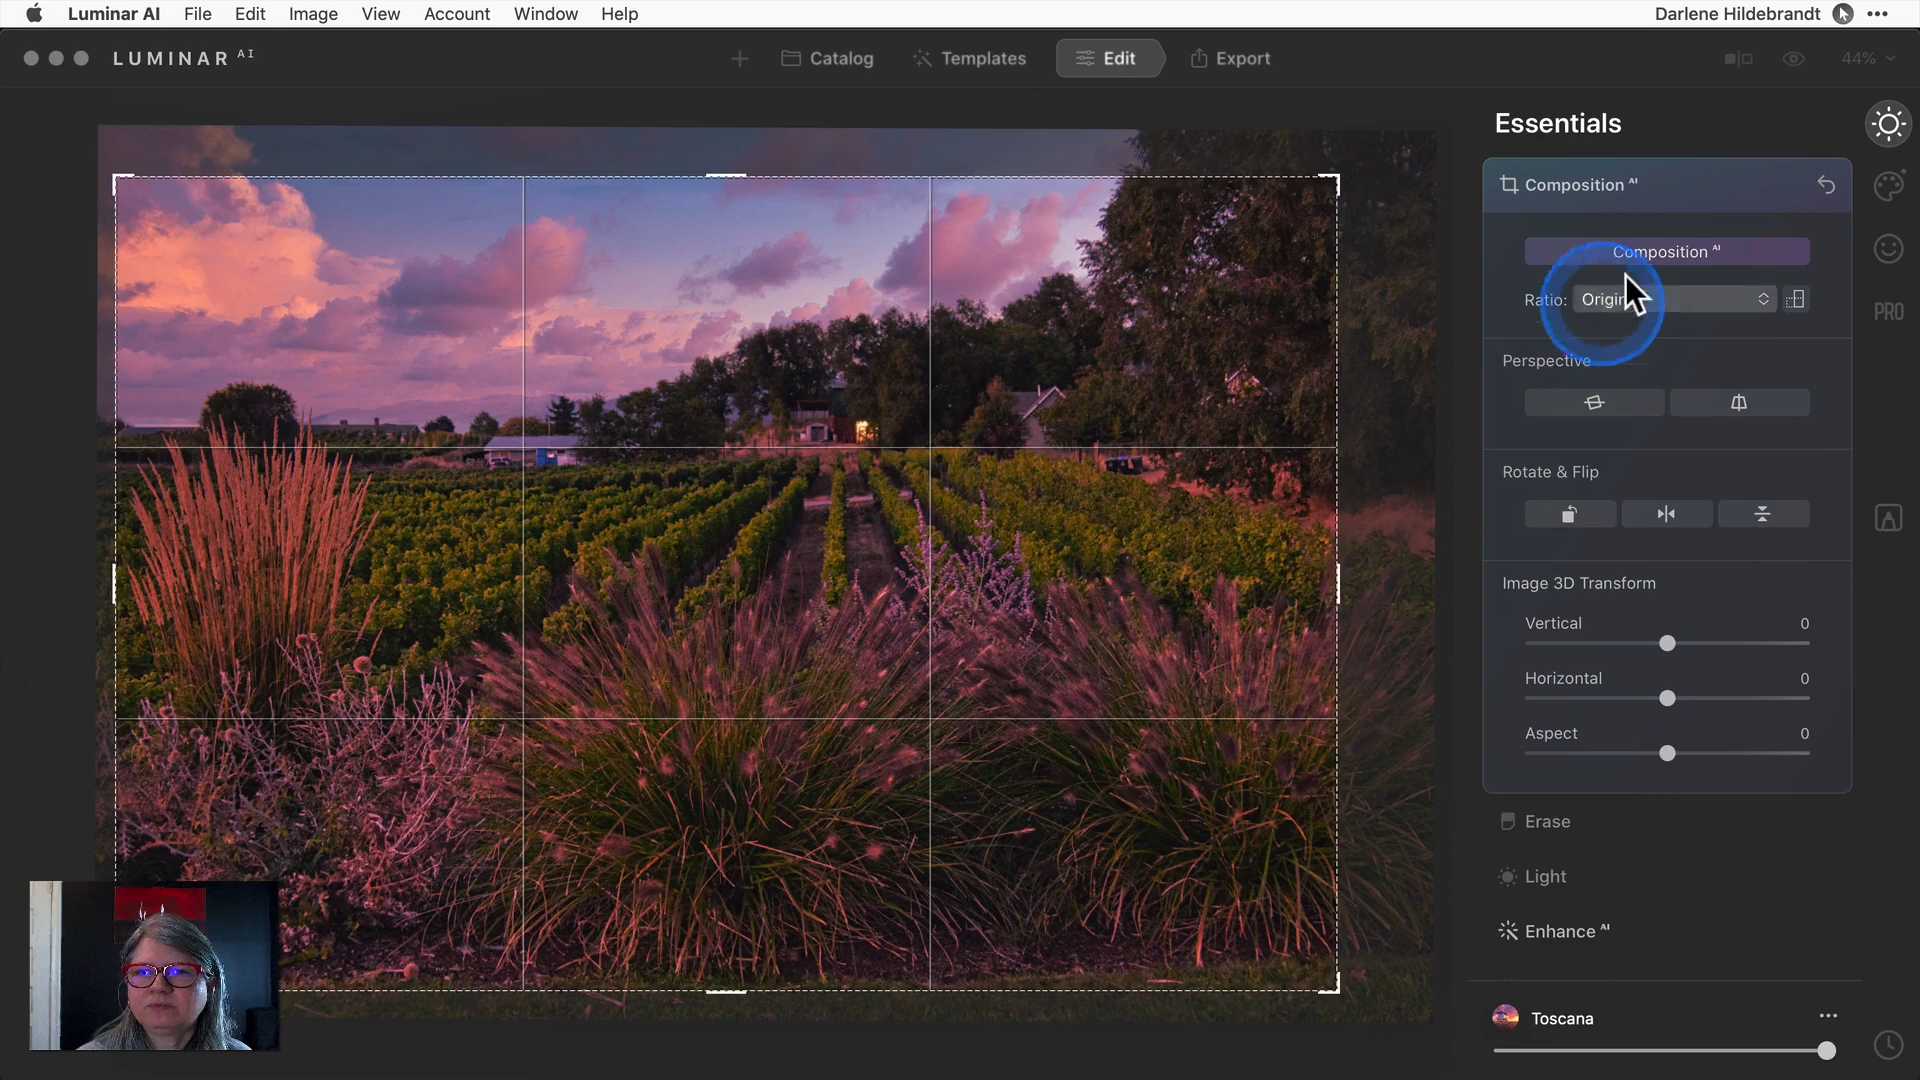 Luminar AI File Edit Image View Account Window Help Darlene Hildebrandt
LUMINAR AI Catalog Templates Edit Export 44%
Essentials
Composition AI
Composition AI
Ratio:
PRO
Perspective
Rotate & Flip
Image 3D Transform
Vertical 0
Horizontal 0
Aspect 0
Erase
Light
Enhance AI
Toscana